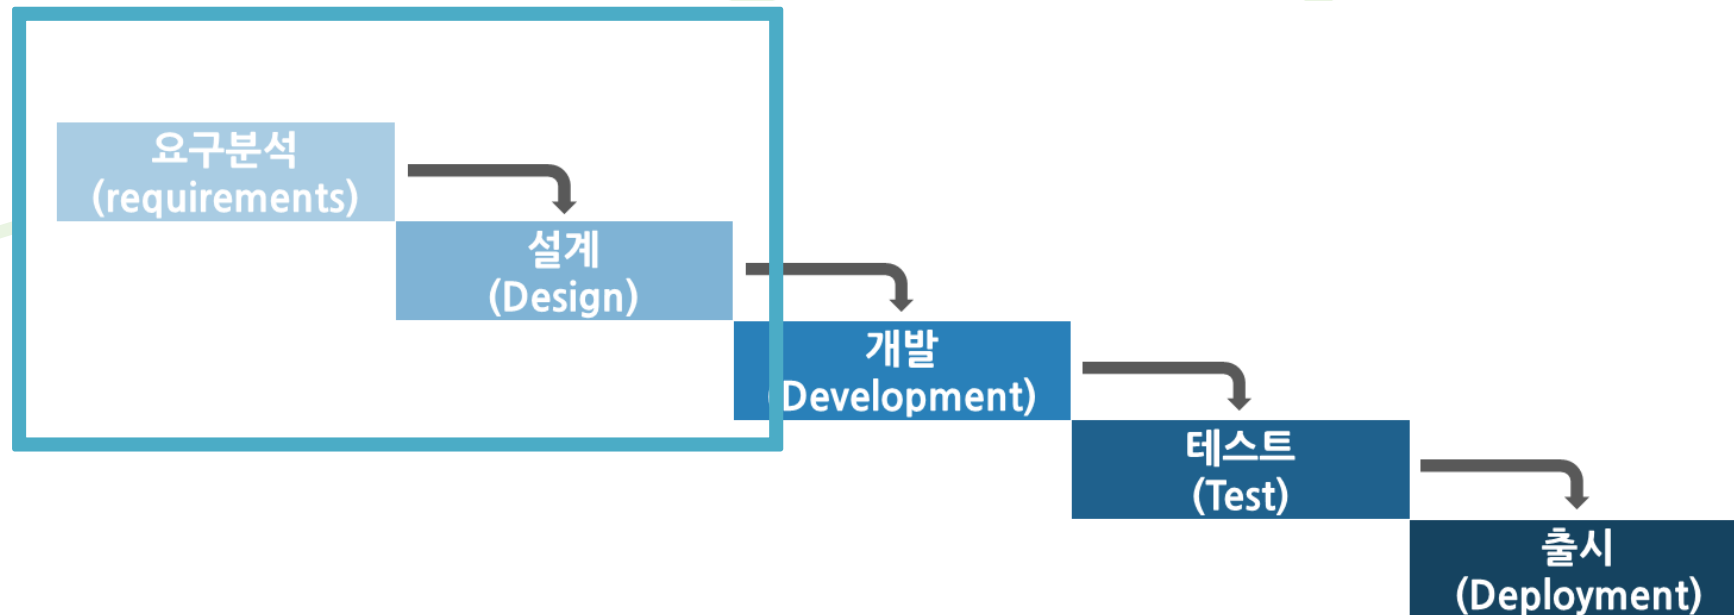 요구분석
(requirements)
설계
(Design)
개발
(Development)
테스트
(Test)
출시
(Deployment)